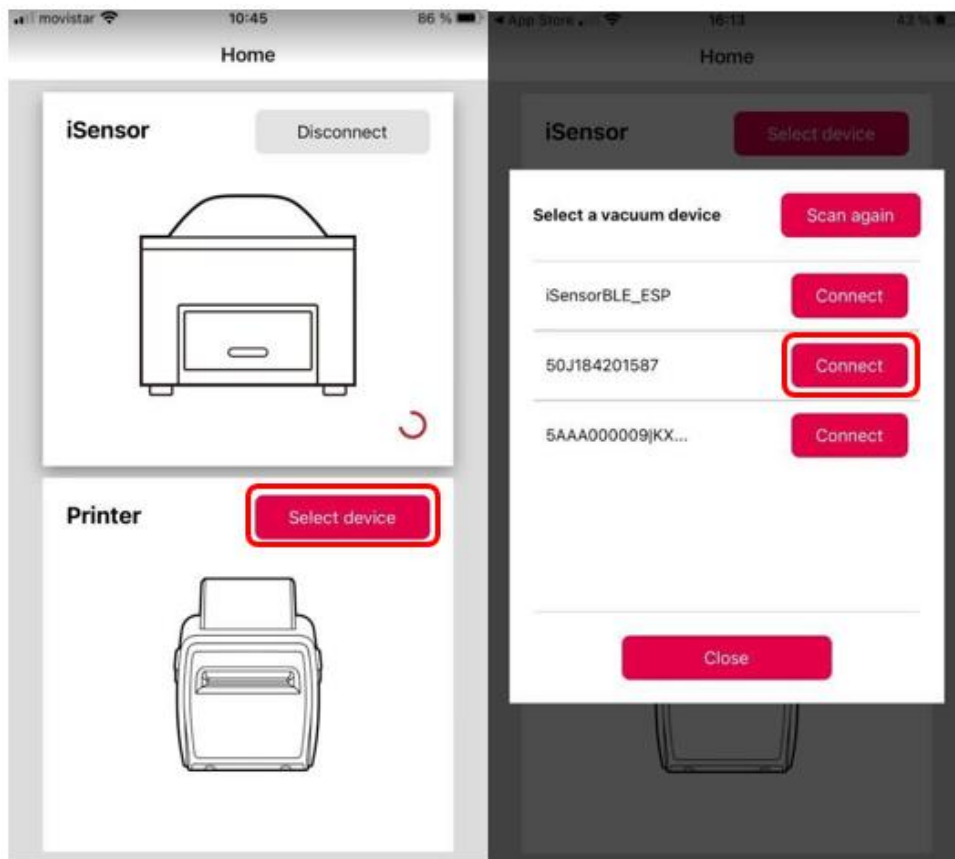 movistar 10:45 86 %
Home
iSensor Disconnect
Printer Select device
App Store 16:13 43 %
Home
iSensor Select device
Select a vacuum device Scan again
iSensorBLE_ESP Connect
50J184201587 Connect
5AAA000009|KX... Connect
Close